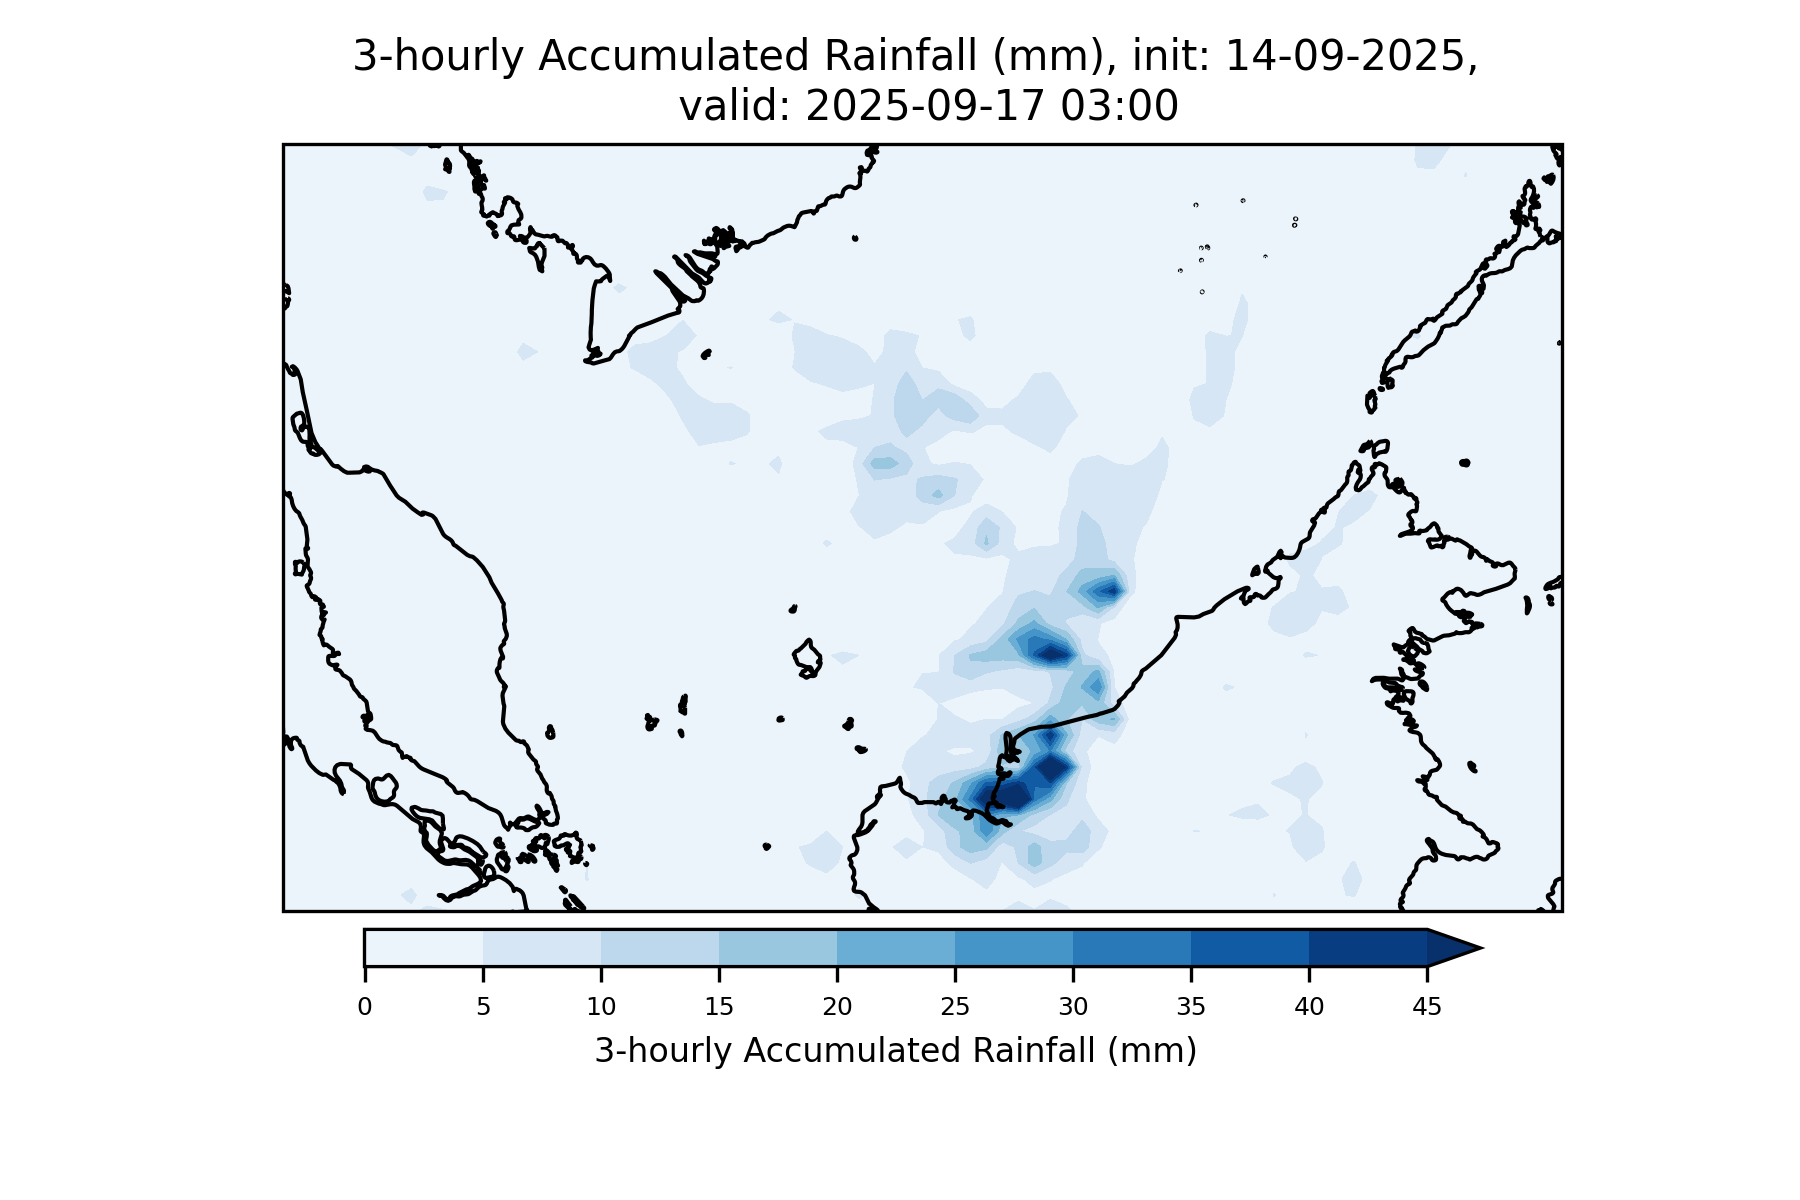 3-hourly Accumulated Rainfall (mm), init: 14-09-2025,
valid: 2025-09-17 03:00
0 5 10 15 20 25 30 35 40 45
3-hourly Accumulated Rainfall (mm)